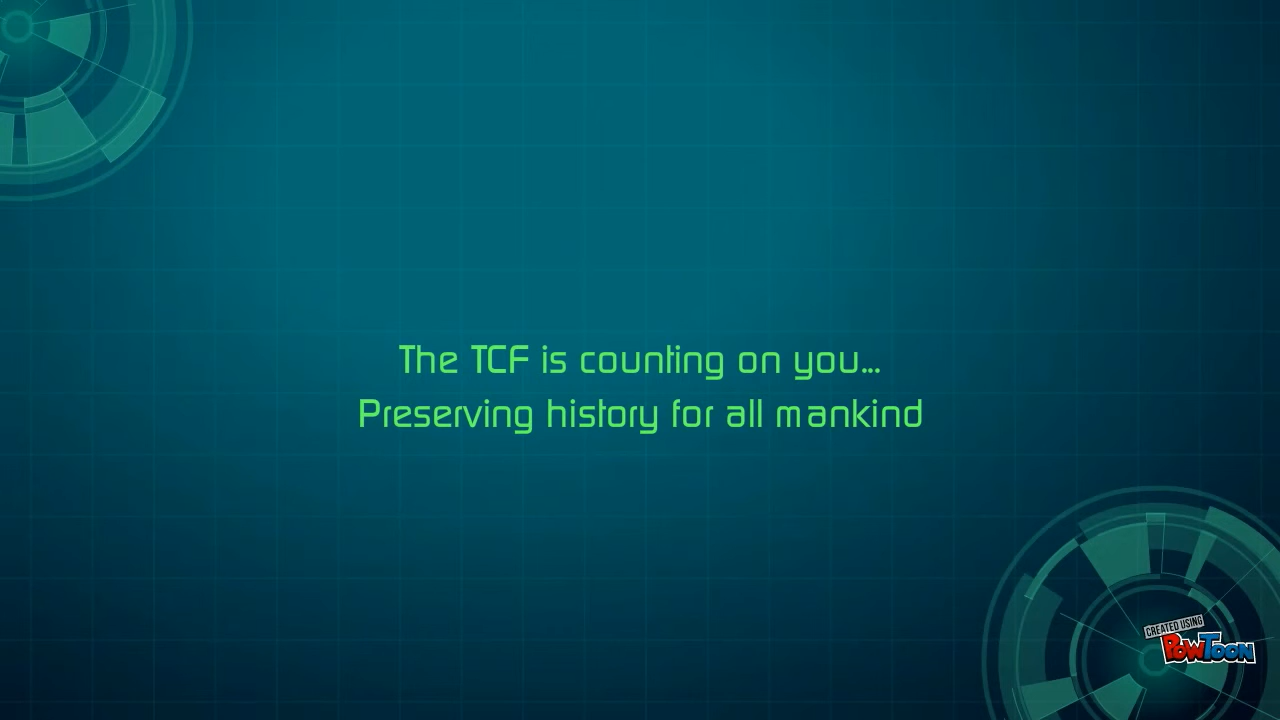 The TCF is counting on you...
Preserving history for all mankind
CREATED USING
PowToon